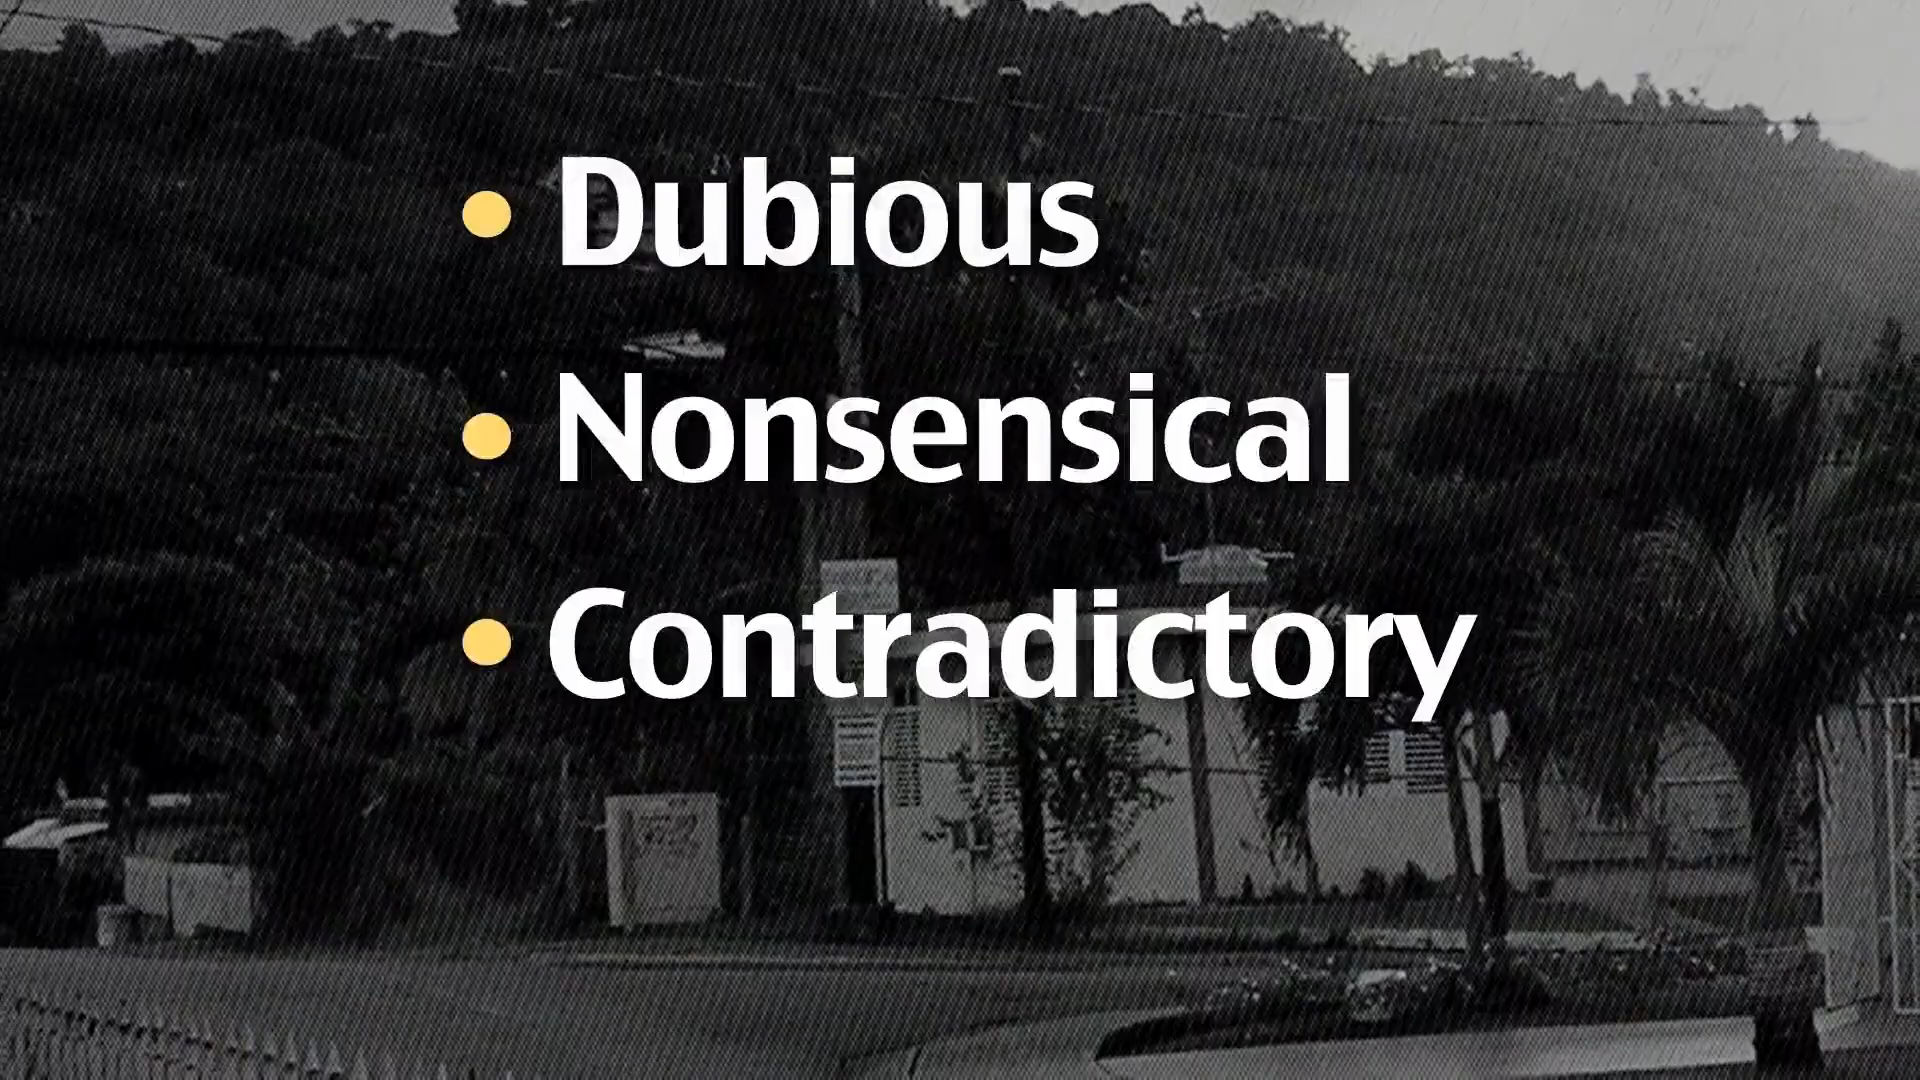 • Dubious
• Nonsensical
• Contradictory